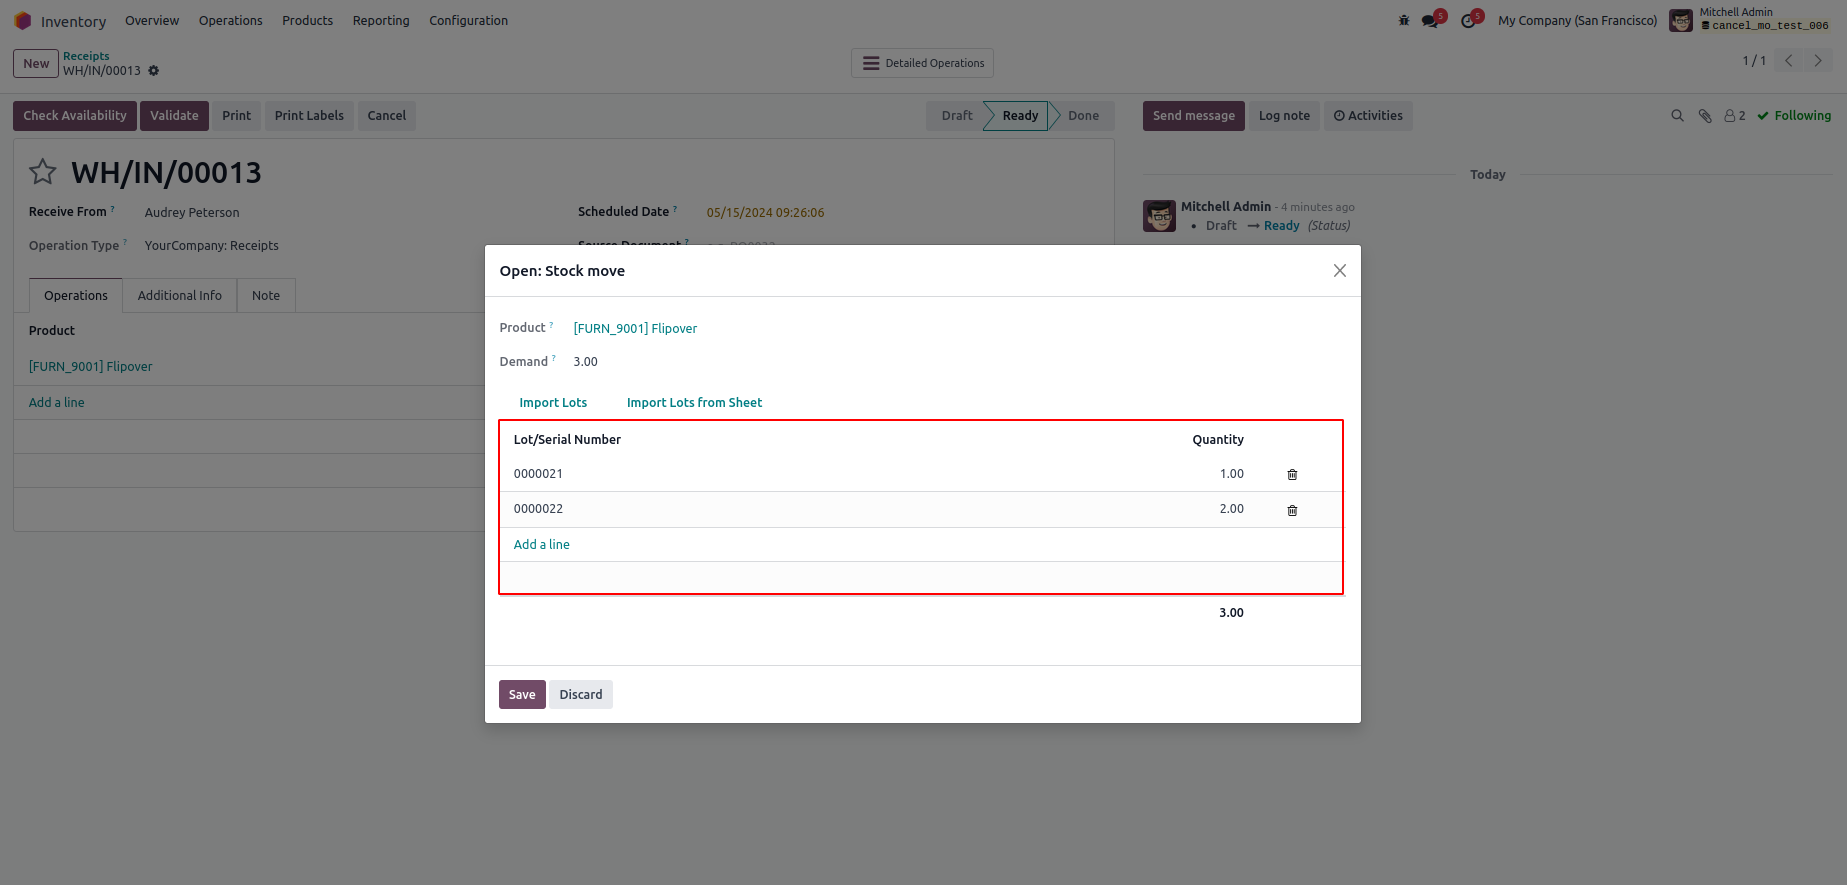 Inventory Overview Operations Products Reporting Configuration 5 5 My Company (San Francisco) Mitchell Admin
cancel_mo_test_006
New Receipts
WH/IN/00013
Detailed Operations
1 / 1
Check Availability Validate Print Print Labels Cancel Draft Ready Done Send message Log note Activities 2 Following
WH/IN/00013
Today
Receive From ? Audrey Peterson Scheduled Date ? 05/15/2024 09:26:06
Mitchell Admin - 4 minutes ago
• Draft → Ready (Status)
Operation Type ? YourCompany: Receipts
Open: Stock move
Operations Additional Info Note
Product
[FURN_9001] Flipover
Add a line
Product ? [FURN_9001] Flipover
Demand ? 3.00
Import Lots Import Lots from Sheet
Lot/Serial Number Quantity
0000021 1.00
0000022 2.00
Add a line
3.00
Save Discard